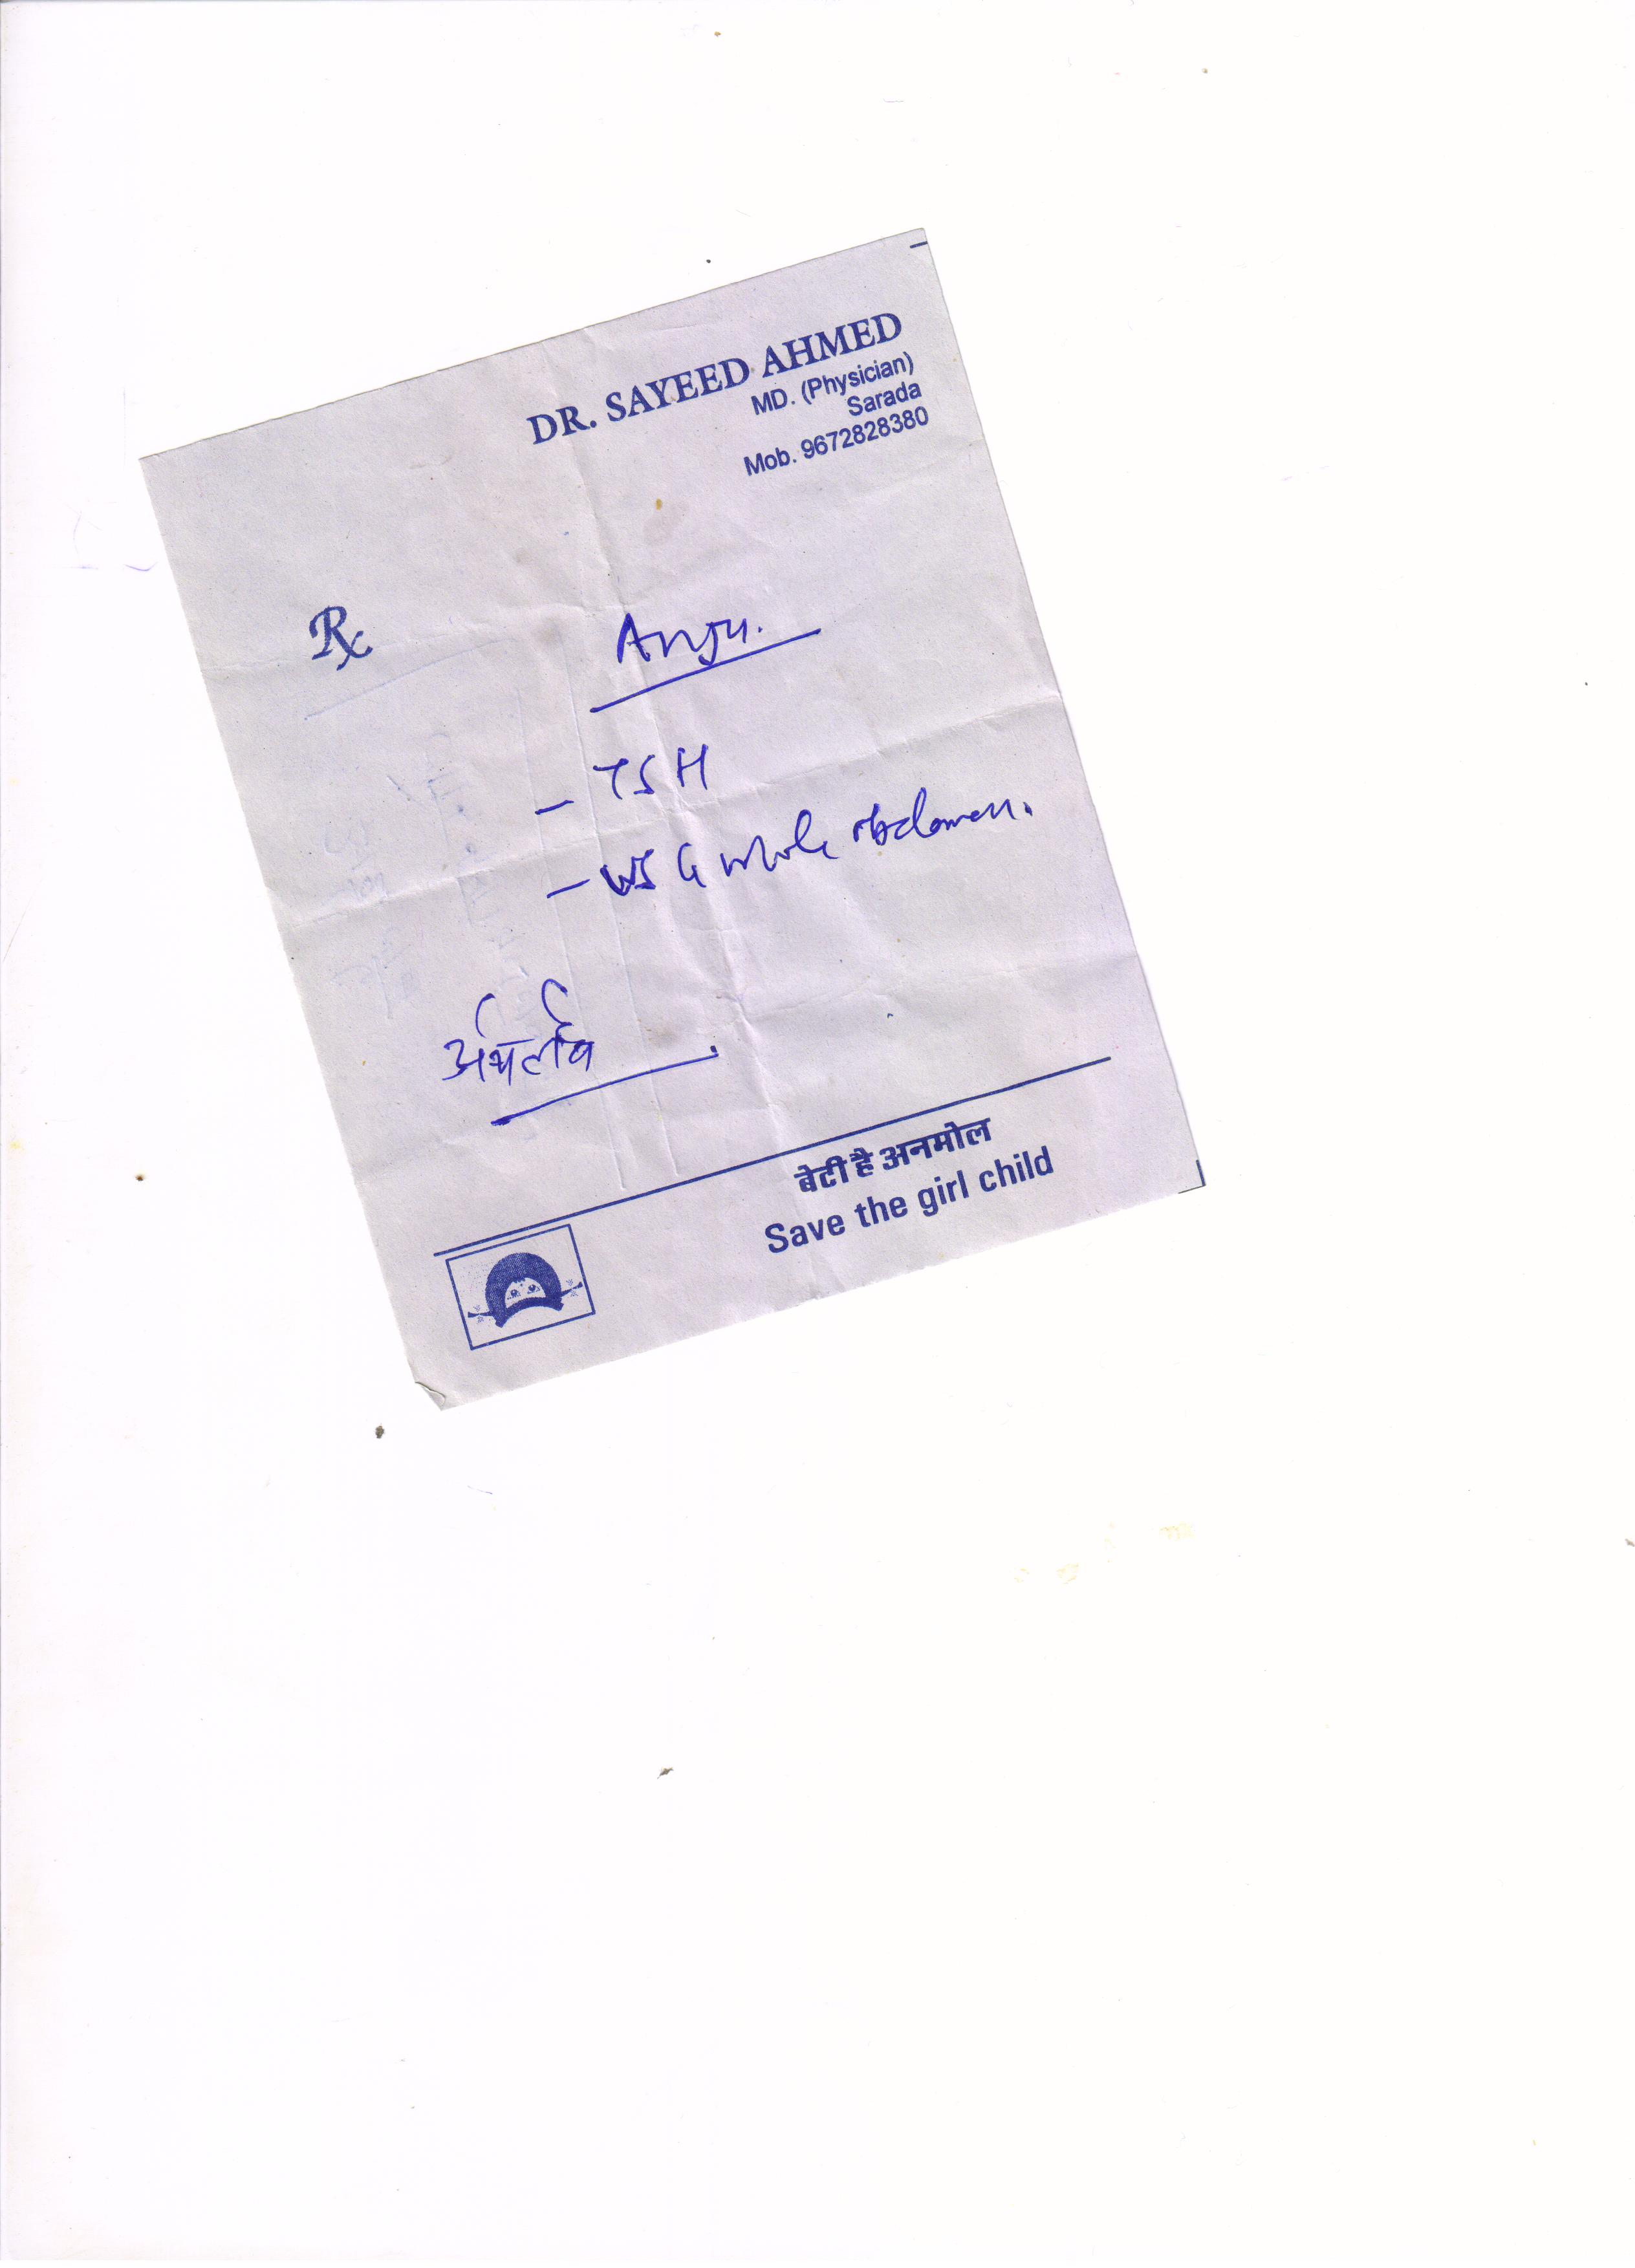 DR. SAYEED AHMED
MD. (Physician)
Sarada
Mob. 9672828380
Rx
Anju.
- TSH
- USG whole abdomen.
बेटी है अनमोल
Save the girl child